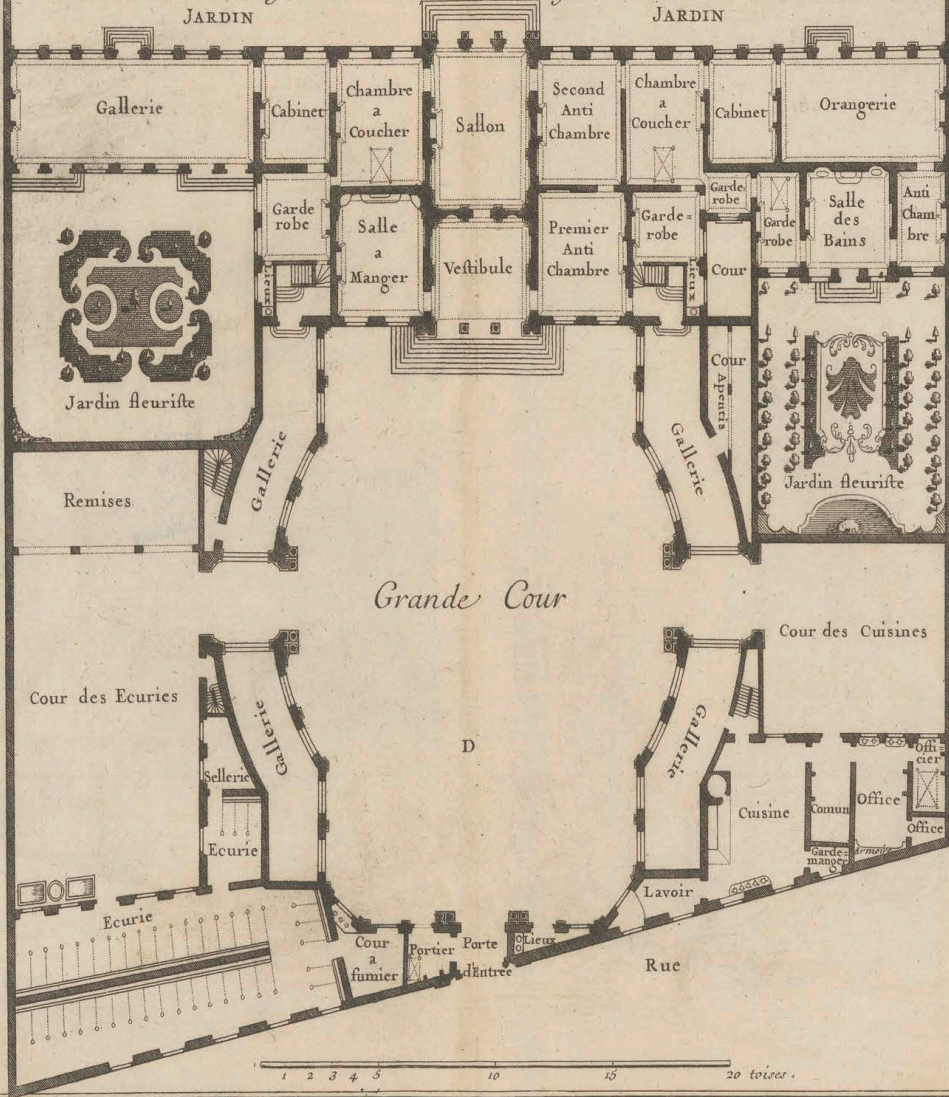 JARDIN
JARDIN
Gallerie
Cabinet
Chambre
a
Coucher
Sallon
Second
Anti
Chambre
Chambre
a
Coucher
Cabinet
Orangerie
Garde
robe
Salle
a
Manger
Vestibule
Premier
Anti
Chambre
Garde=
robe
Garde-
robe
Garde
robe
Salle
des
Bains
Anti
Cham-
bre
Lieux
Lieux
Cour
Cour
Apentis
Jardin fleuriste
Gallerie
Gallerie
Jardin fleuriste
Remises
Grande Cour
Cour des Cuisines
Cour des Ecuries
Gallerie
Gallerie
D
Sellerie
Ecurie
Cuisine
Comun
Office
Offi=
cier
Office
Garde=
manger
Armoire
Lavoir
Ecurie
Cour
a
fumier
Portier
Porte
d'Entrée
Lieux
Rue
1 2 3 4 5 10 15 20 toises.